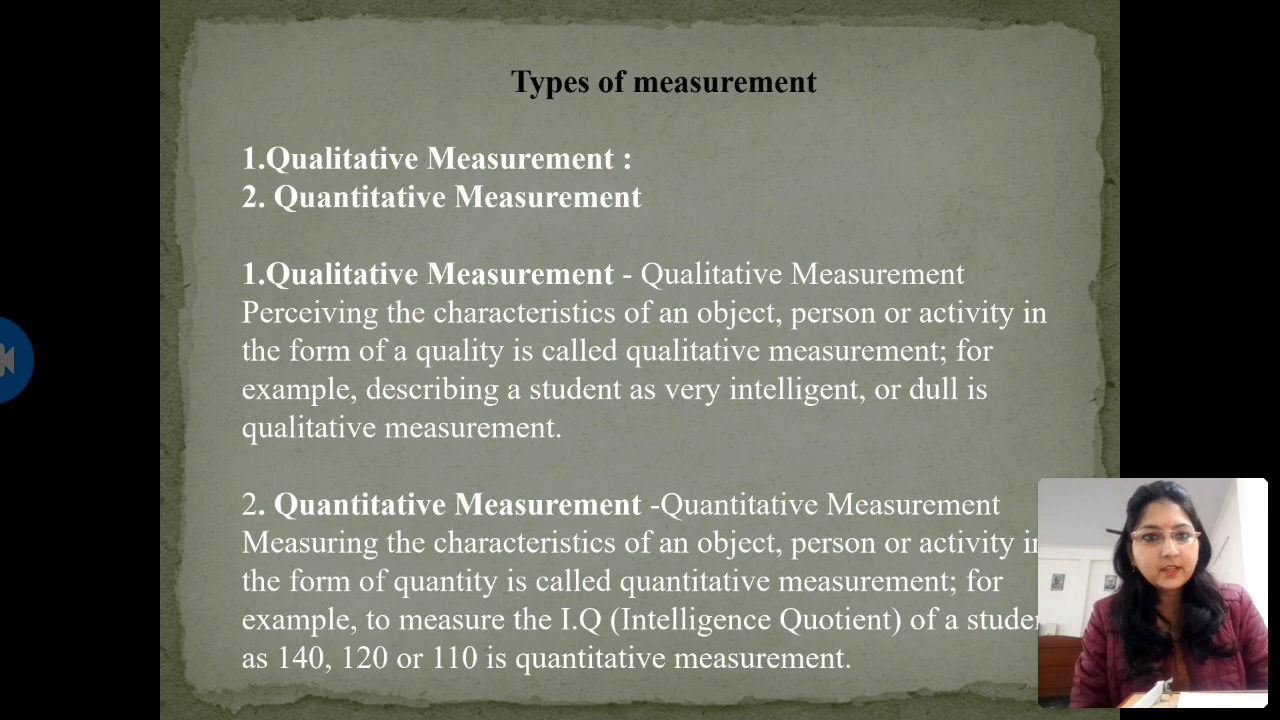 Types of measurement
1.Qualitative Measurement :
2. Quantitative Measurement
1.Qualitative Measurement - Qualitative Measurement
Perceiving the characteristics of an object, person or activity in
the form of a quality is called qualitative measurement; for
example, describing a student as very intelligent, or dull is
qualitative measurement.
2. Quantitative Measurement -Quantitative Measurement
Measuring the characteristics of an object, person or activity in
the form of quantity is called quantitative measurement; for
example, to measure the I.Q (Intelligence Quotient) of a studen
as 140, 120 or 110 is quantitative measurement.